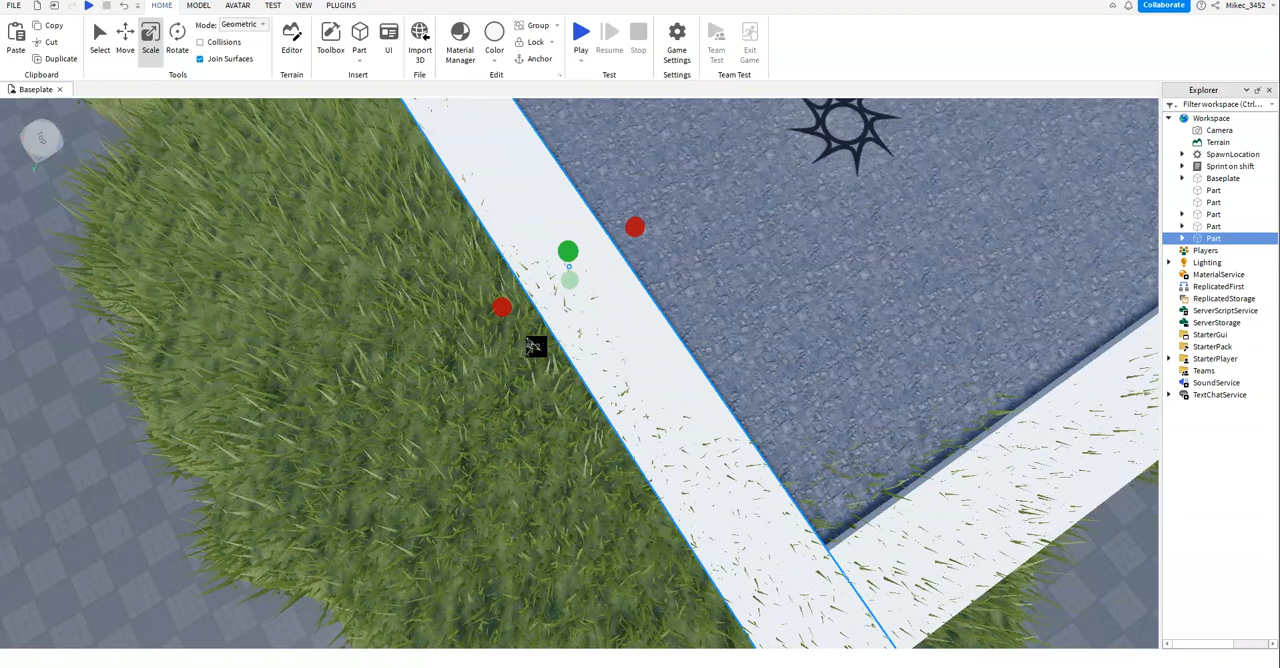 FILE HOME MODEL AVATAR TEST VIEW PLUGINS Collaborate Mikec_3452
Paste Copy Cut Duplicate Clipboard
Select Move Scale Rotate Mode: Geometric Collisions Join Surfaces Tools
Editor Terrain
Toolbox Part UI Insert
Import 3D File
Material Manager Color Group Lock Anchor Edit
Play Resume Stop Test
Game Settings Settings
Team Test Exit Game Team Test
Baseplate
TOP
Explorer
Filter workspace (Ctrl...
Workspace
Camera
Terrain
SpawnLocation
Sprint on shift
Baseplate
Part
Part
Part
Part
Part
Players
Lighting
MaterialService
ReplicatedFirst
ReplicatedStorage
ServerScriptService
ServerStorage
StarterGui
StarterPack
StarterPlayer
Teams
SoundService
TextChatService